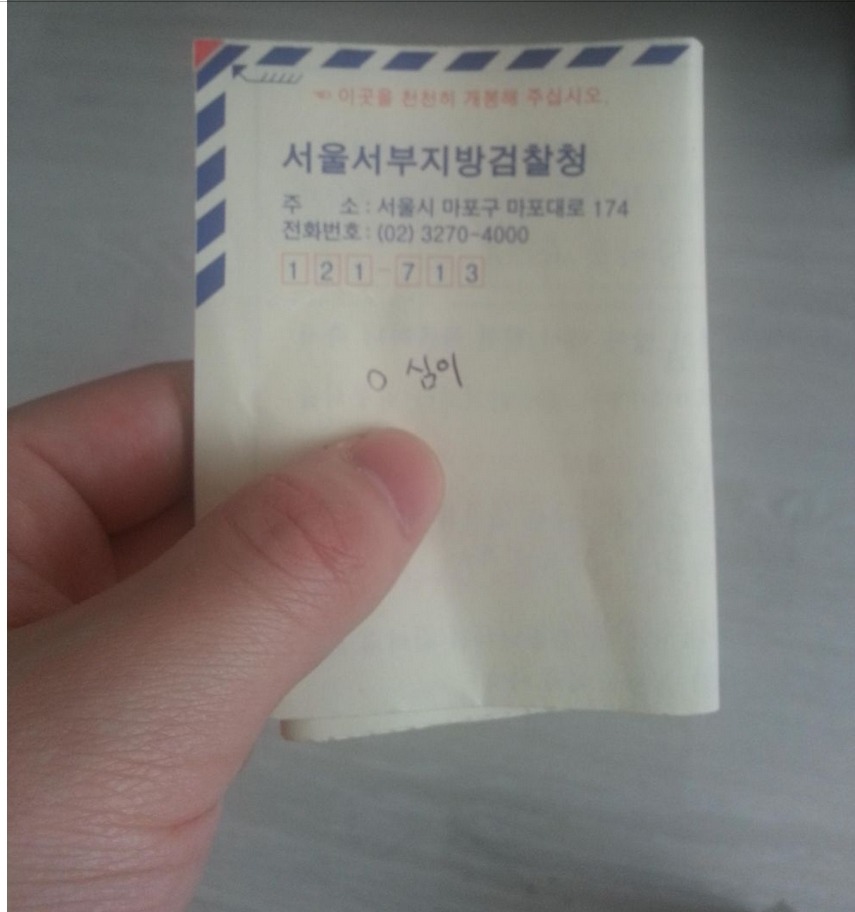 ☜ 이곳을 천천히 개봉해 주십시오.
서울서부지방검찰청
주 소 : 서울시 마포구 마포대로 174
전화번호 : (02) 3270-4000
121-713
o 심이